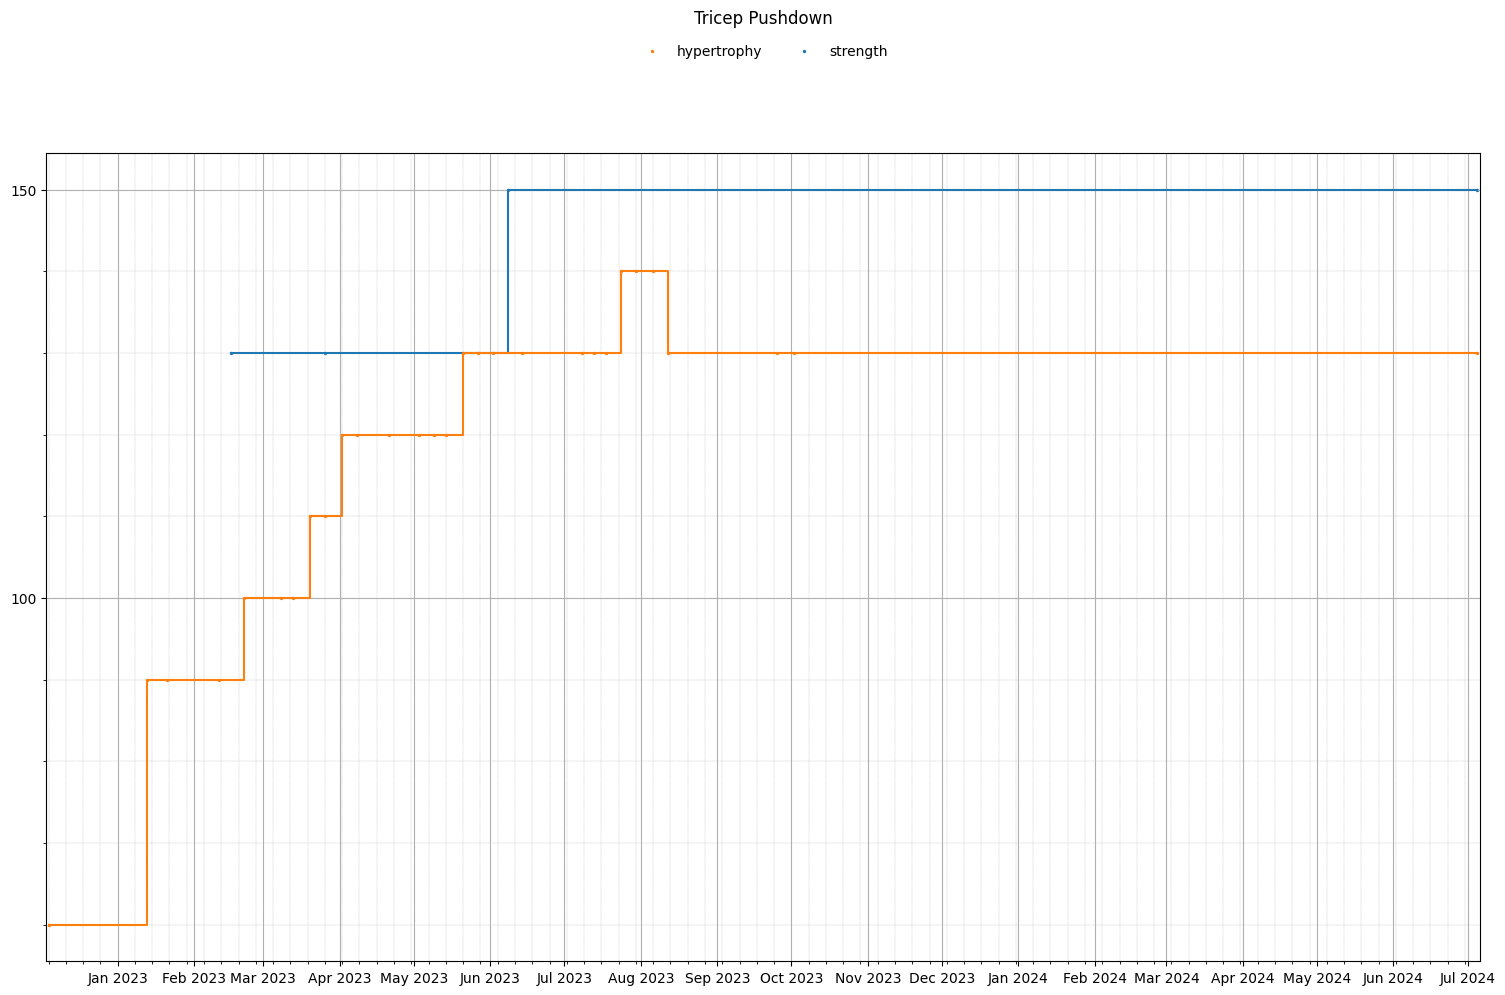 Tricep Pushdown
hypertrophy strength
150
100
Jan 2023 Feb 2023 Mar 2023 Apr 2023 May 2023 Jun 2023 Jul 2023 Aug 2023 Sep 2023 Oct 2023 Nov 2023 Dec 2023 Jan 2024 Feb 2024 Mar 2024 Apr 2024 May 2024 Jun 2024 Jul 2024